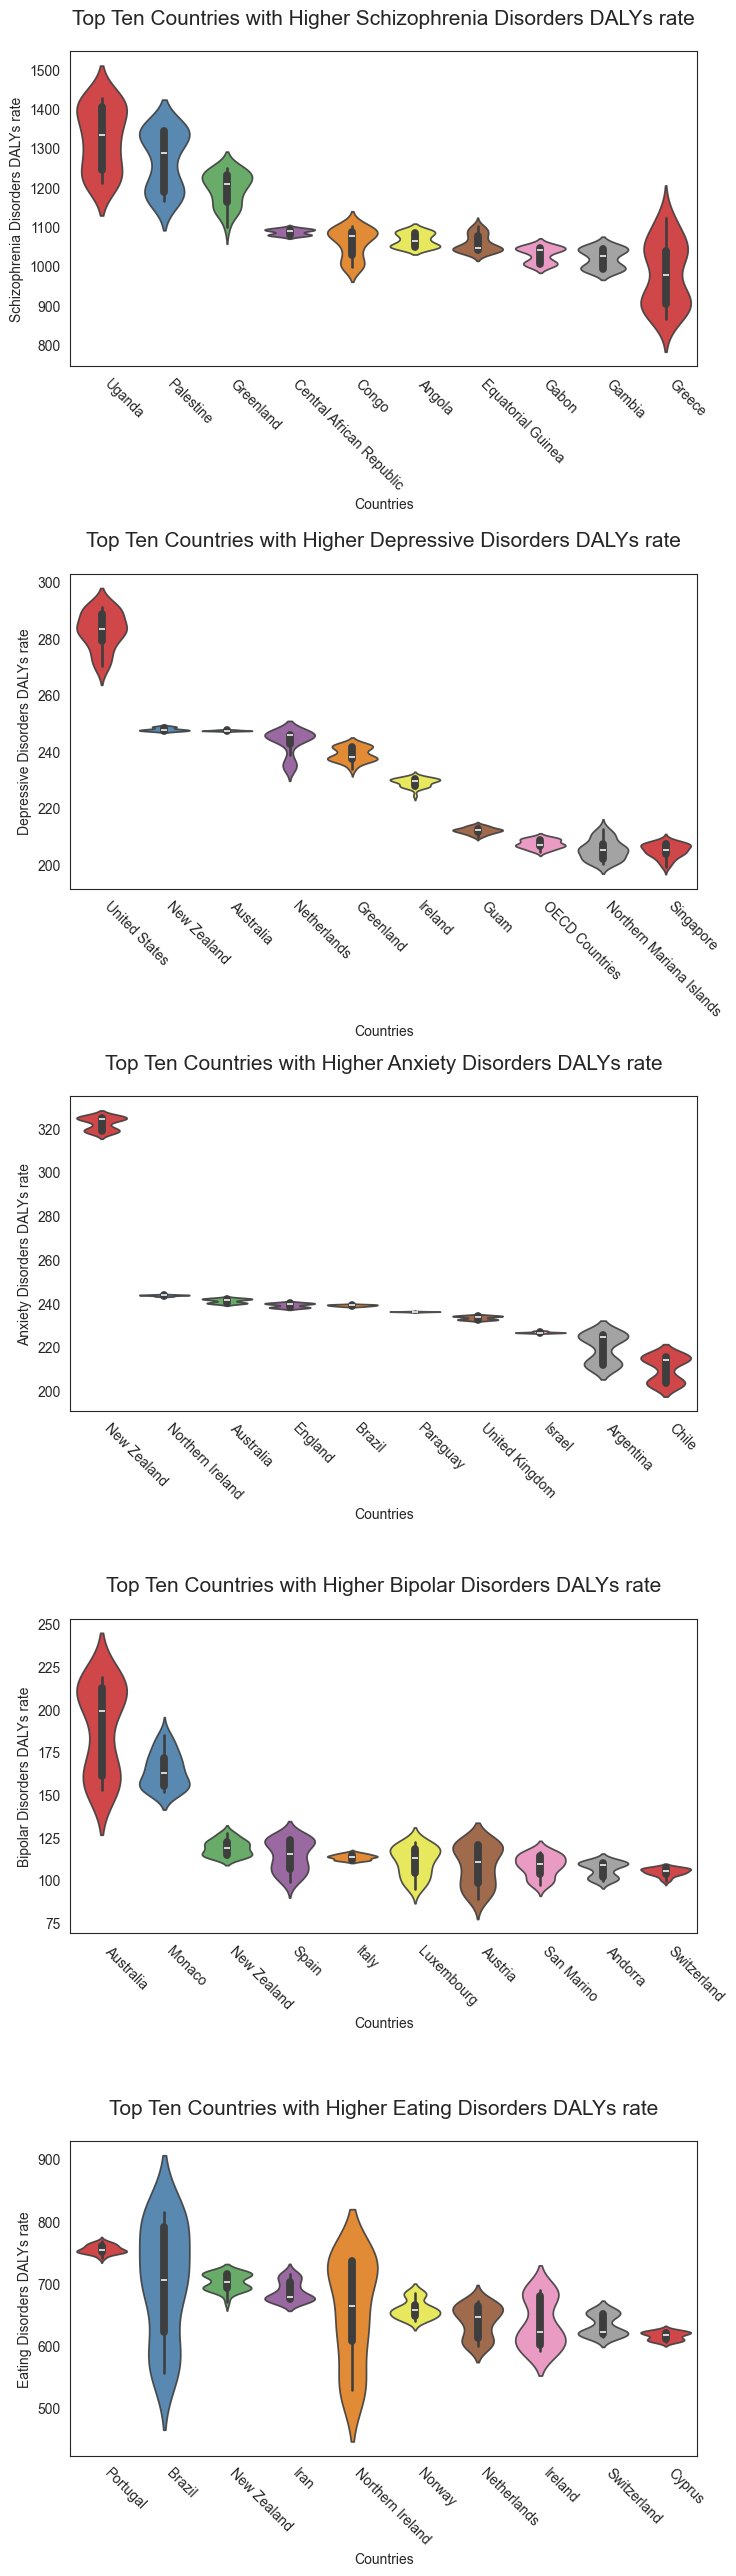 Top Ten Countries with Higher Schizophrenia Disorders DALYs rate
Schizophrenia Disorders DALYs rate
1500
1400
1300
1200
1100
1000
900
800
Uganda
Palestine
Greenland
Central African Republic
Congo
Angola
Equatorial Guinea
Gabon
Gambia
Greece
Countries
Top Ten Countries with Higher Depressive Disorders DALYs rate
Depressive Disorders DALYs rate
300
280
260
240
220
200
United States
New Zealand
Australia
Netherlands
Greenland
Ireland
Guam
OECD Countries
Northern Mariana Islands
Singapore
Countries
Top Ten Countries with Higher Anxiety Disorders DALYs rate
Anxiety Disorders DALYs rate
320
300
280
260
240
220
200
New Zealand
Northern Ireland
Australia
England
Brazil
Paraguay
United Kingdom
Israel
Argentina
Chile
Countries
Top Ten Countries with Higher Bipolar Disorders DALYs rate
Bipolar Disorders DALYs rate
250
225
200
175
150
125
100
75
Australia
Monaco
New Zealand
Spain
Italy
Luxembourg
Austria
San Marino
Andorra
Switzerland
Countries
Top Ten Countries with Higher Eating Disorders DALYs rate
Eating Disorders DALYs rate
900
800
700
600
500
Portugal
Brazil
New Zealand
Iran
Northern Ireland
Norway
Netherlands
Ireland
Switzerland
Cyprus
Countries